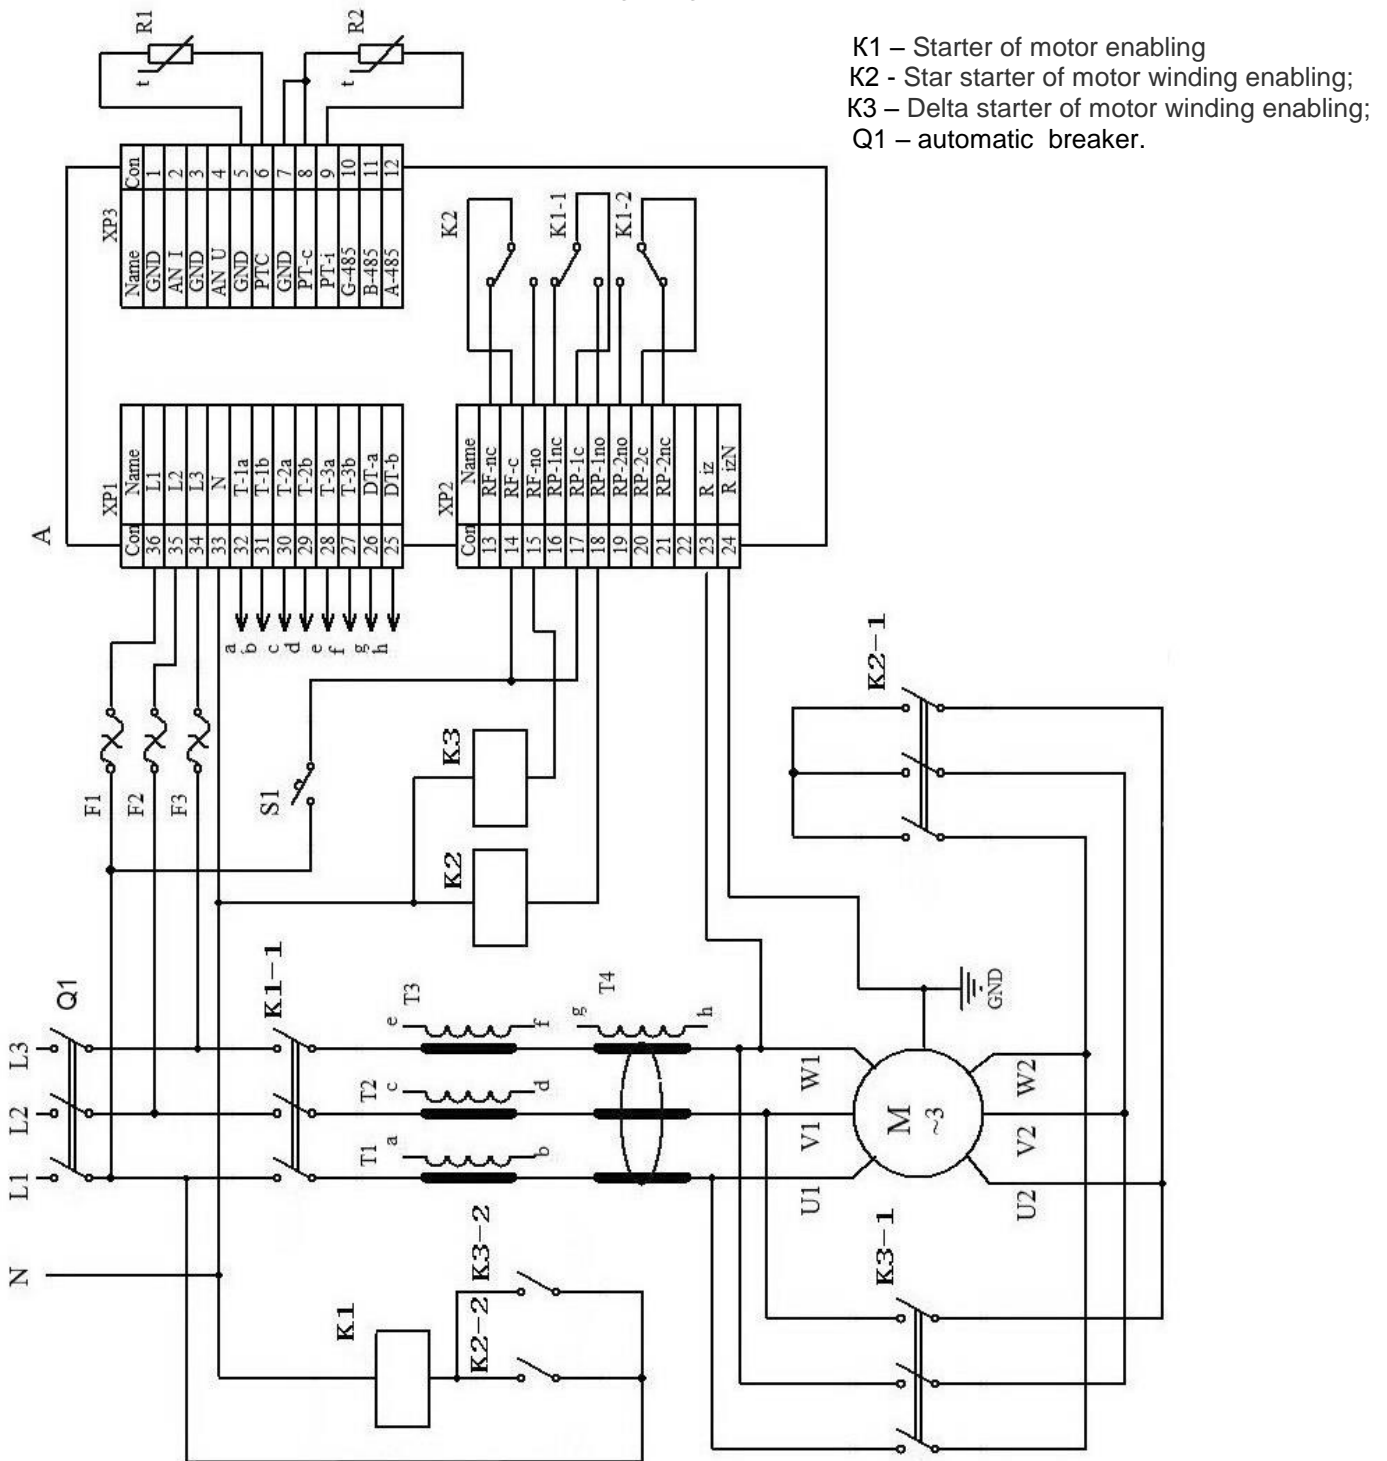 К1 – Starter of motor enabling
К2 - Star starter of motor winding enabling;
К3 – Delta starter of motor winding enabling;
Q1 – automatic breaker.
R1
t
R2
t
A
XP3
Name Con
GND 1
AN I 2
GND 3
AN U 4
GND 5
PTC 6
GND 7
PT-c 8
PT-i 9
G-485 10
B-485 11
A-485 12
K2
K1-1
K1-2
XP1
Con Name
36 L1
35 L2
34 L3
33 N
32 T-1a
31 T-1b
30 T-2a
29 T-2b
28 T-3a
27 T-3b
26 DT-a
25 DT-b
XP2
Con Name
13 RF-nc
14 RF-c
15 RF-no
16 RP-1nc
17 RP-1c
18 RP-1no
19 RP-2no
20 RP-2c
21 RP-2nc
22
23 R iz
24 R izN
a
b
c
d
e
f
g
h
F1
F2
F3
S1
K3
K2
K2-1
Q1
K1-1
L3
L2
L1
N
T3
e
f
T2
c
d
T1
a
b
T4
g
h
GND
W1
V1
U1
M
~3
W2
V2
U2
K1
K3-2
K2-2
K3-1